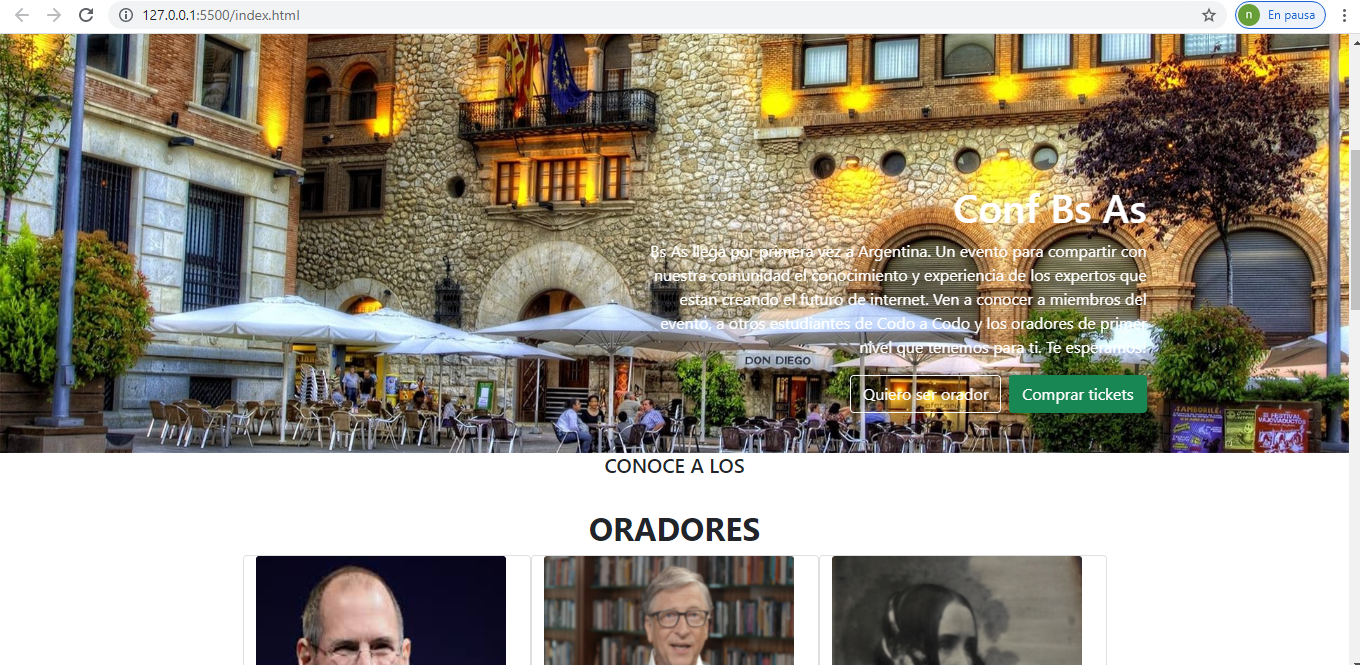 127.0.0.1:5500/index.html
n
En pausa
Conf Bs As
Bs As llega por primera vez a Argentina. Un evento para compartir con
nuestra comunidad el conocimiento y experiencia de los expertos que
estan creando el futuro de internet. Ven a conocer a miembros del
evento, a otros estudiantes de Codo a Codo y los oradores de primer
nivel que tenemos para ti. Te esperamos!
DON DIEGO
Quiero ser orador
Comprar tickets
TAMBORILÉ
FESTIVAL
CONOCE A LOS
ORADORES